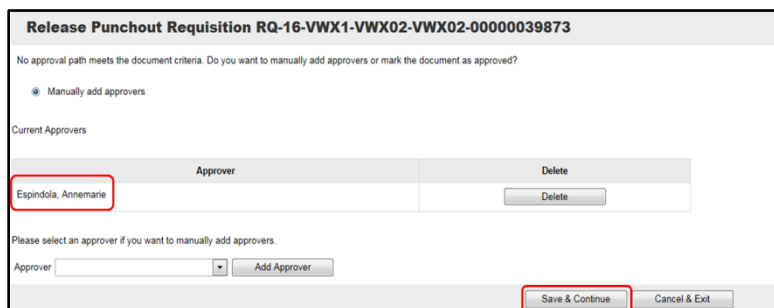 Release Punchout Requisition RQ-16-VWX1-VWX02-VWX02-00000039873
No approval path meets the document criteria. Do you want to manually add approvers or mark the document as approved?
Manually add approvers
Current Approvers
Approver Delete
Espindola, Annemarie Delete
Please select an approver if you want to manually add approvers.
Approver Add Approver
Save & Continue Cancel & Exit